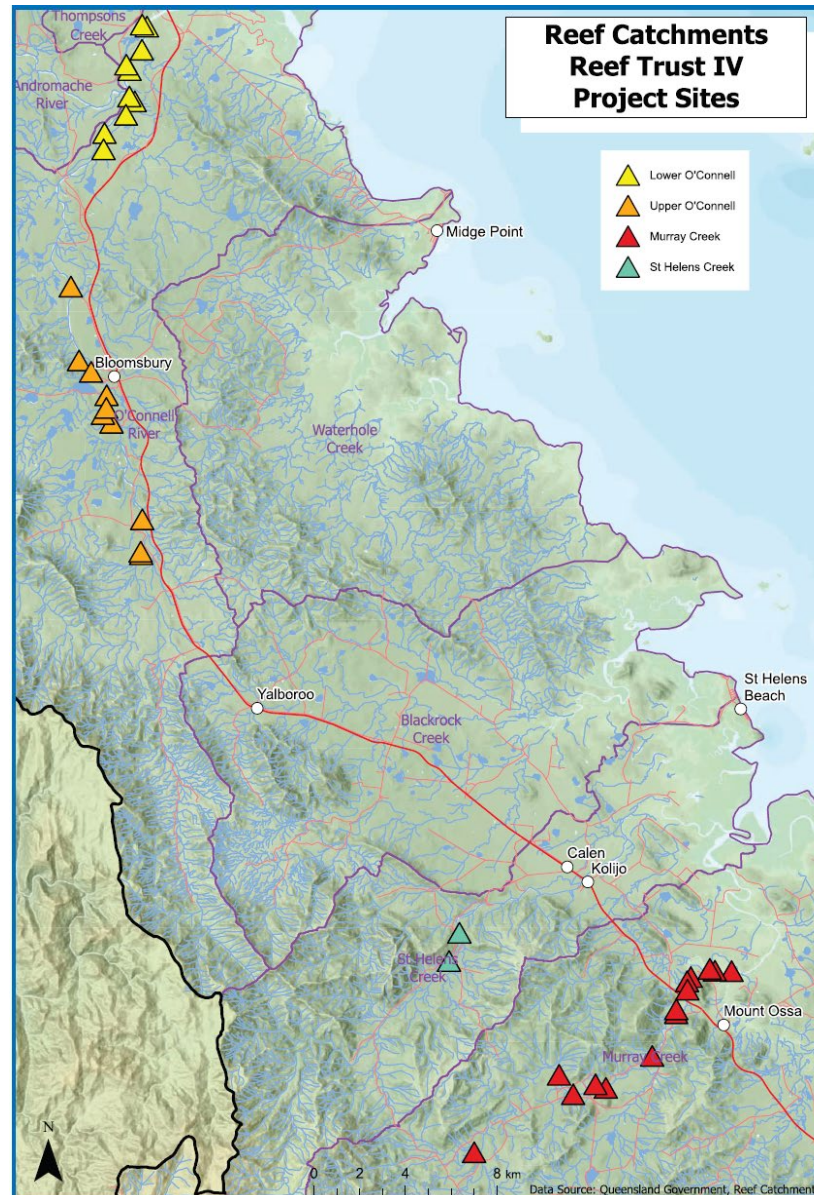 Reef Catchments
Reef Trust IV
Project Sites
Thompsons
Creek
Andromache
River
Lower O'Connell
Upper O'Connell
Murray Creek
St Helens Creek
Midge Point
Bloomsbury
O'Connell
River
Waterhole
Creek
Yalboroo
Blackrock
Creek
St Helens
Beach
Calen
Kolijo
St Helens
Creek
Mount Ossa
Murray Creek
N
0 2 4 8 km
Data Source: Queensland Government, Reef Catchment